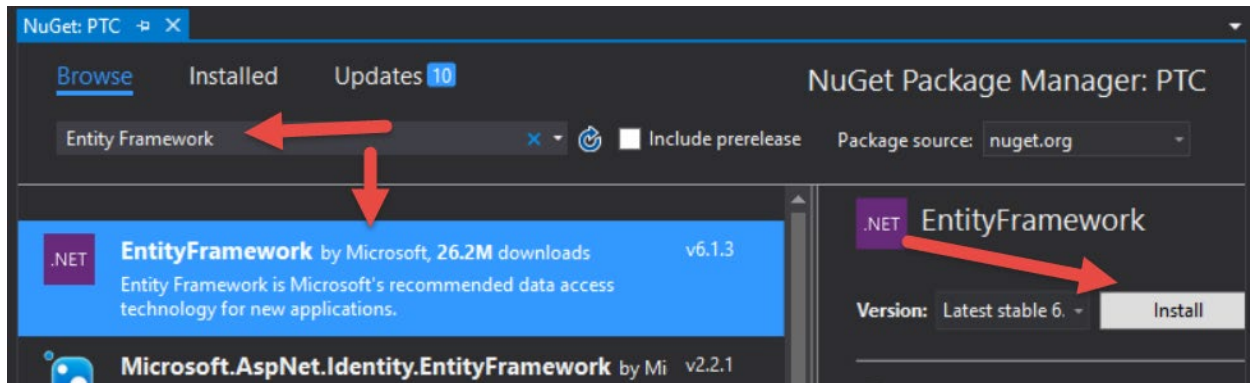 NuGet: PTC
Browse Installed Updates 10
NuGet Package Manager: PTC
Entity Framework
Include prerelease
Package source: nuget.org
.NET EntityFramework by Microsoft, 26.2M downloads v6.1.3
Entity Framework is Microsoft's recommended data access
technology for new applications.
Microsoft.AspNet.Identity.EntityFramework by Mi v2.2.1
.NET EntityFramework
Version: Latest stable 6. Install